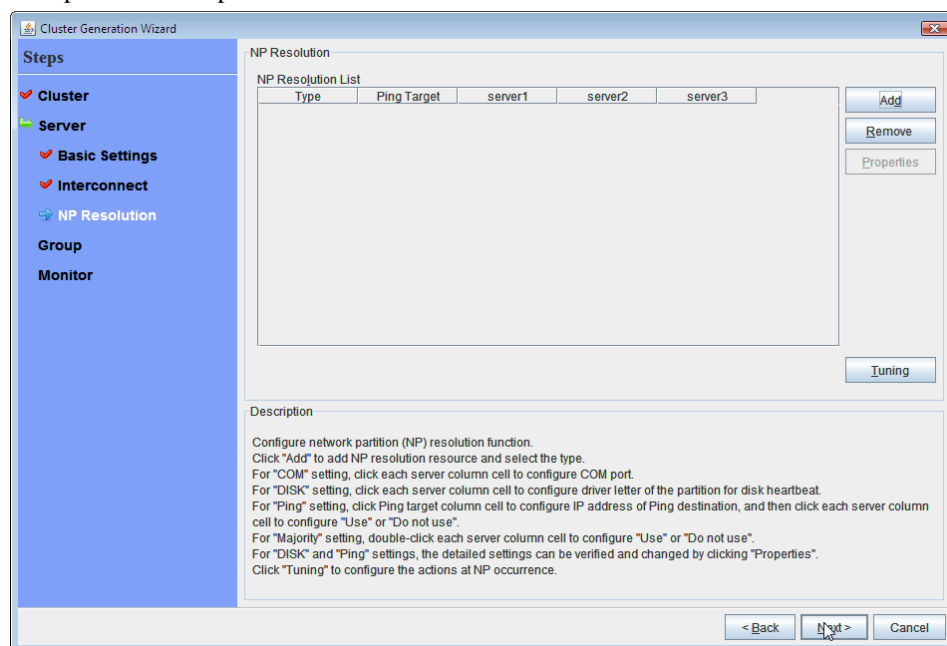 Cluster Generation Wizard
Steps
Cluster
Server
Basic Settings
Interconnect
NP Resolution
Group
Monitor
NP Resolution
NP Resolution List
Type Ping Target server1 server2 server3
Add
Remove
Properties
Tuning
Description
Configure network partition (NP) resolution function.
Click "Add" to add NP resolution resource and select the type.
For "COM" setting, click each server column cell to configure COM port.
For "DISK" setting, click each server column cell to configure driver letter of the partition for disk heartbeat.
For "Ping" setting, click Ping target column cell to configure IP address of Ping destination, and then click each server column
cell to configure "Use" or "Do not use".
For "Majority" setting, double-click each server column cell to configure "Use" or "Do not use".
For "DISK" and "Ping" settings, the detailed settings can be verified and changed by clicking "Properties".
Click "Tuning" to configure the actions at NP occurrence.
< Back Next > Cancel